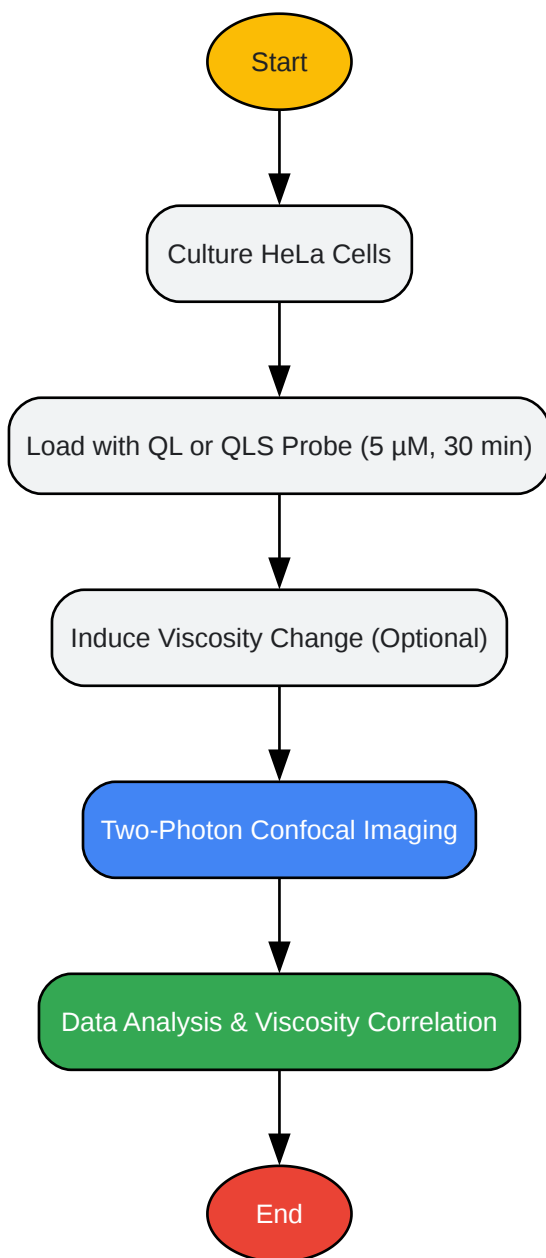 Start
Culture HeLa Cells
Load with QL or QLS Probe (5 µM, 30 min)
Induce Viscosity Change (Optional)
Two-Photon Confocal Imaging
Data Analysis & Viscosity Correlation
End